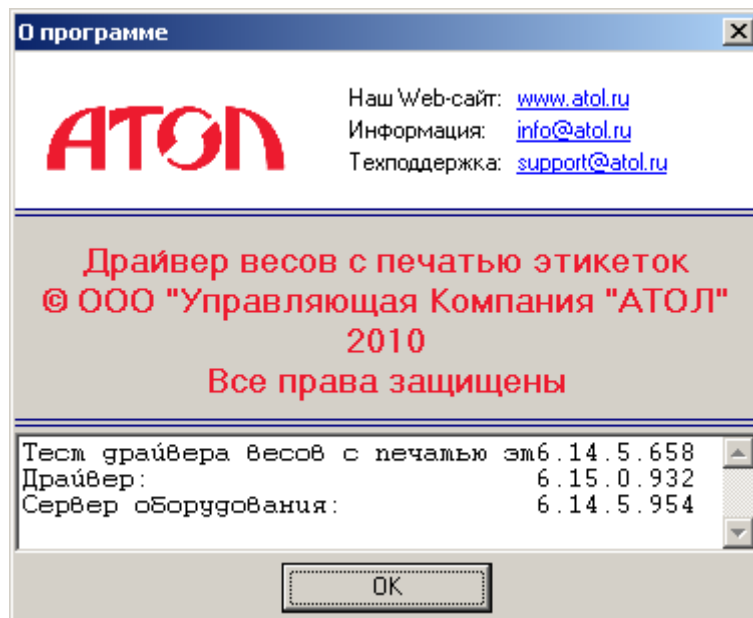 О программе
АТОЛ
Наш Web-сайт: www.atol.ru
Информация: info@atol.ru
Техподдержка: support@atol.ru
Драйвер весов с печатью этикеток
© ООО "Управляющая Компания "АТОЛ"
2010
Все права защищены
Тест драйвера весов с печатью эт6.14.5.658
Драйвер: 6.15.0.932
Сервер оборудования: 6.14.5.954
OK